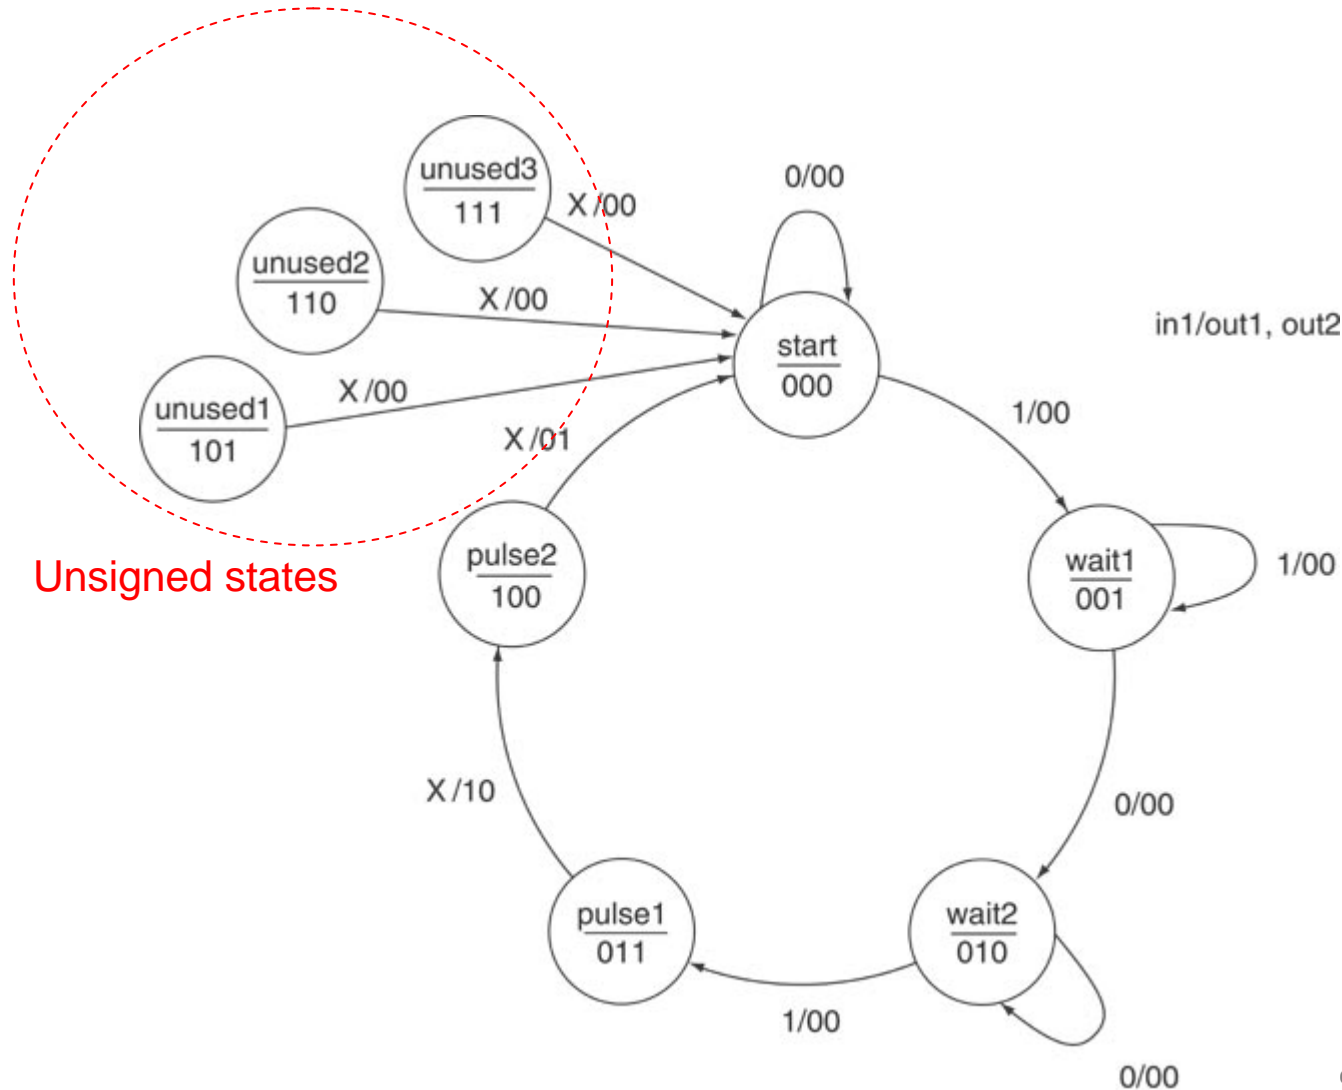 unused3
111
X/00
0/00
unused2
110
X/00
in1/out1, out2
start
000
unused1
101
X/00
1/00
X/01
Unsigned states
pulse2
100
wait1
001
1/00
X/10
0/00
pulse1
011
wait2
010
1/00
0/00